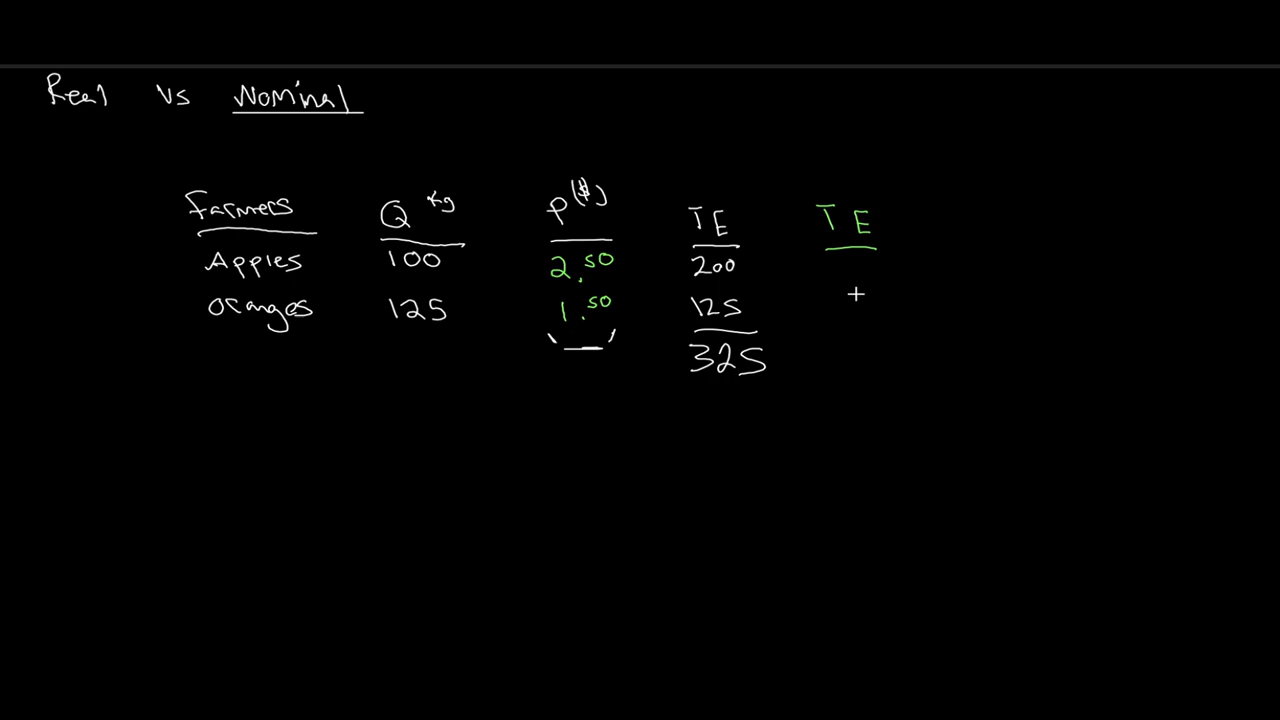 Real vs Nominal
Farmers Q kg P($) TE TE
Apples 100 2.50 200
Oranges 125 1.50 125
325